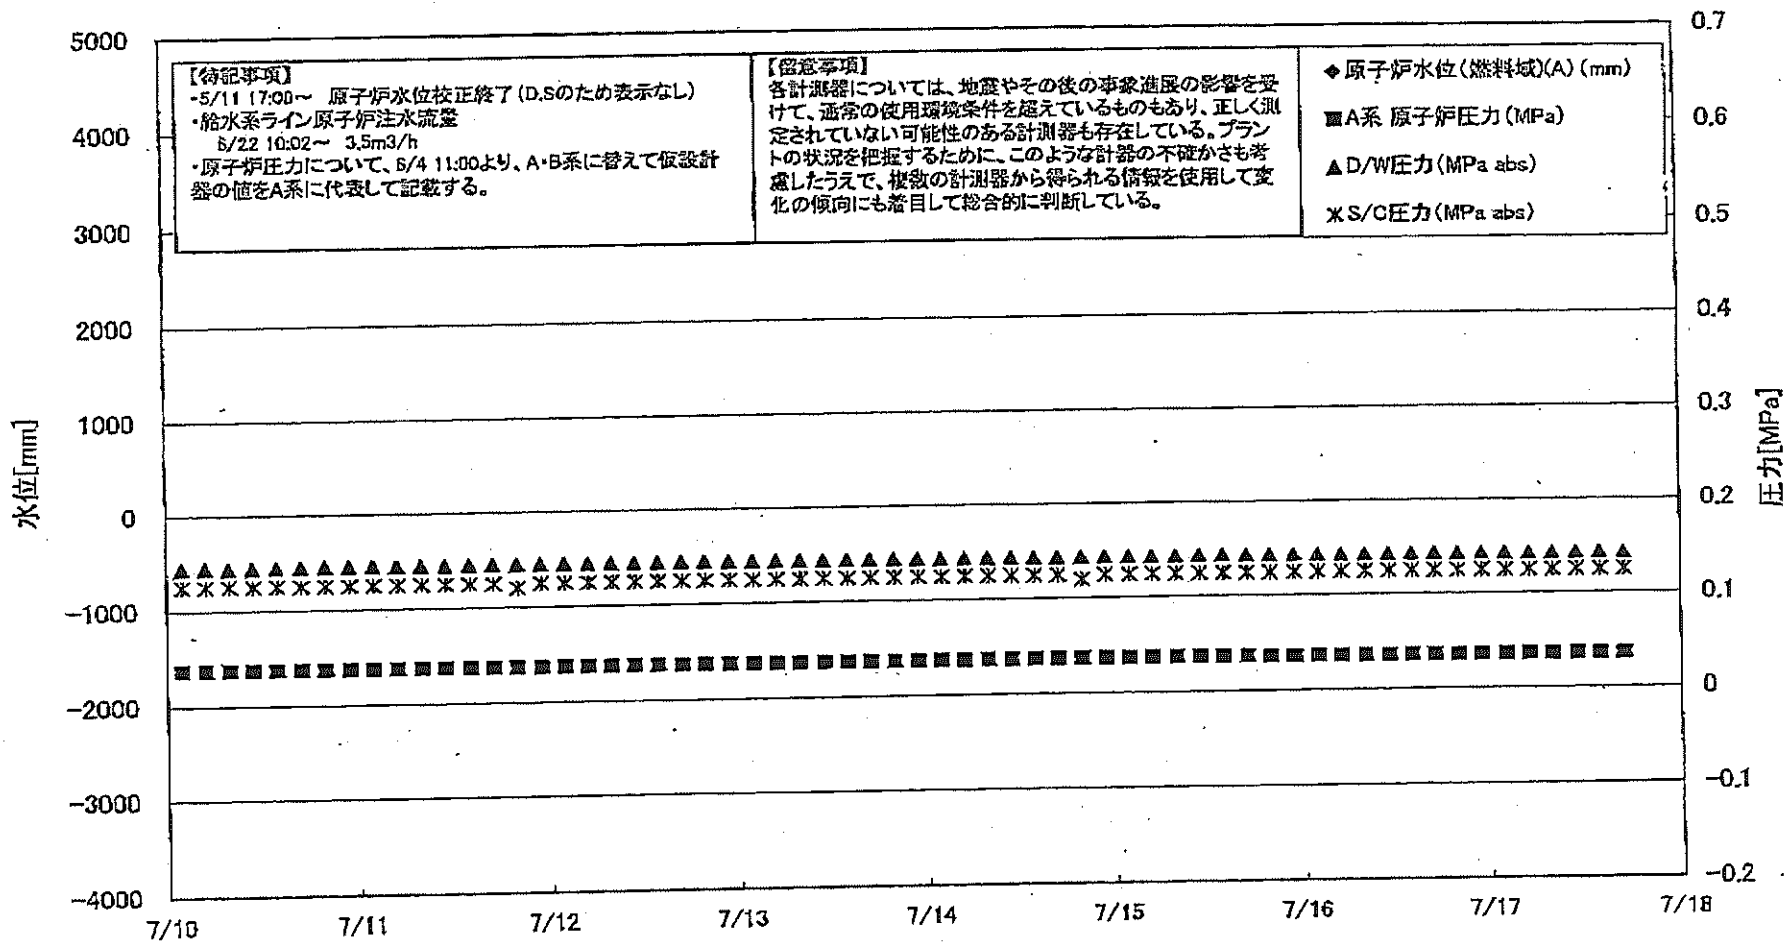 5000
4000
3000
2000
1000
0
-1000
-2000
-3000
-4000
水位[mm]
【特記事項】
・5/11 17:00～ 原子炉水位校正終了(D.Sのため表示なし)
・給水系ライン原子炉注水流量
6/22 10:02～ 3.5m3/h
・原子炉圧力について、6/4 11:00より、A・B系に替えて仮設計
器の値をA系に代表して記載する。
【留意事項】
各計測器については、地震やその後の事象進展の影響を受
けて、通常の使用環境条件を超えているものもあり、正しく測
定されていない可能性のある計測器も存在している。プラン
トの状況を把握するために、このような計器の不確かさも考
慮したうえで、複数の計測器から得られる情報を使用して変
化の傾向にも着目して総合的に判断している。
原子炉水位(燃料域)(A)(mm)
A系 原子炉圧力(MPa)
D/W圧力(MPa abs)
S/C圧力(MPa abs)
0.7
0.6
0.5
0.4
0.3
0.2
0.1
0
-0.1
-0.2
圧力[MPa]
7/10
7/11
7/12
7/13
7/14
7/15
7/16
7/17
7/18